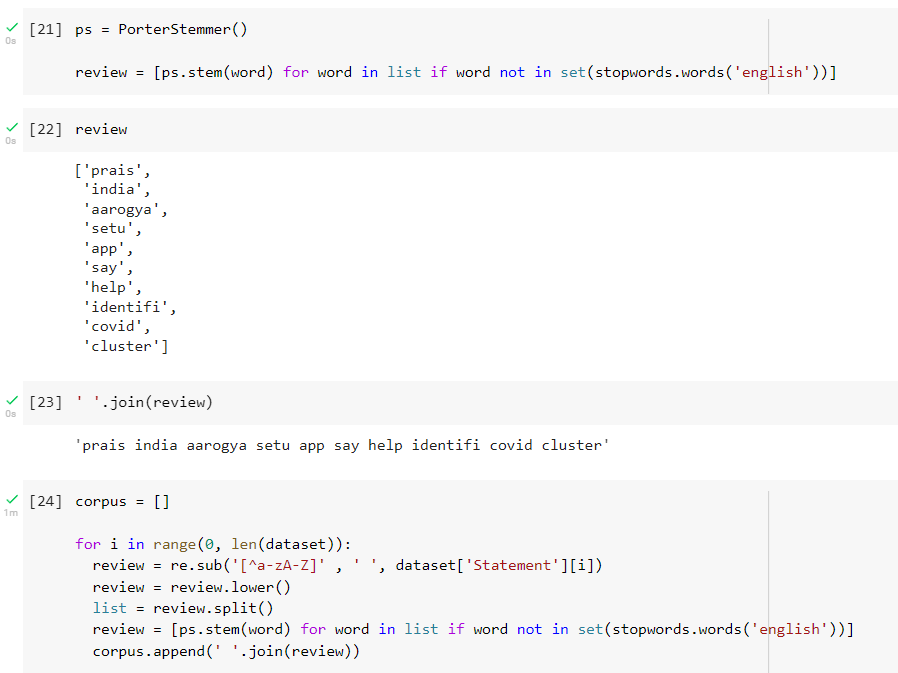 [21] ps = PorterStemmer()
0s
review = [ps.stem(word) for word in list if word not in set(stopwords.words('english'))]
[22] review
0s
['prais',
'india',
'aarogya',
'setu',
'app',
'say',
'help',
'identifi',
'covid',
'cluster']
[23] ' '.join(review)
0s
'prais india aarogya setu app say help identifi covid cluster'
[24] corpus = []
1m
for i in range(0, len(dataset)):
review = re.sub('[^a-zA-Z]' , ' ', dataset['Statement'][i])
review = review.lower()
list = review.split()
review = [ps.stem(word) for word in list if word not in set(stopwords.words('english'))]
corpus.append(' '.join(review))